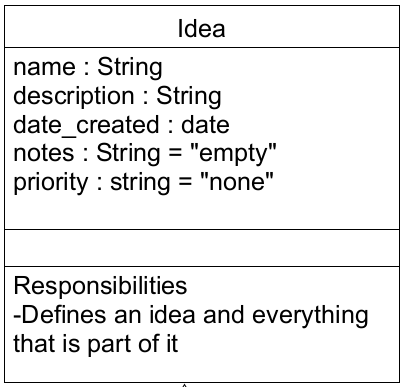 Idea
name : String
description : String
date_created : date
notes : String = "empty"
priority : string = "none"
Responsibilities
-Defines an idea and everything
that is part of it